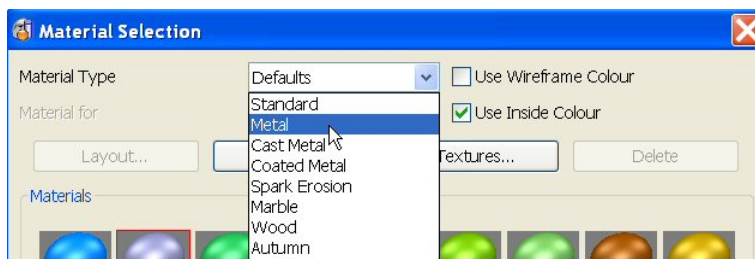 Material Selection
Material Type Defaults Use Wireframe Colour
Material for Use Inside Colour
Standard
Metal
Cast Metal
Coated Metal
Spark Erosion
Marble
Wood
Autumn
Layout... Textures... Delete
Materials